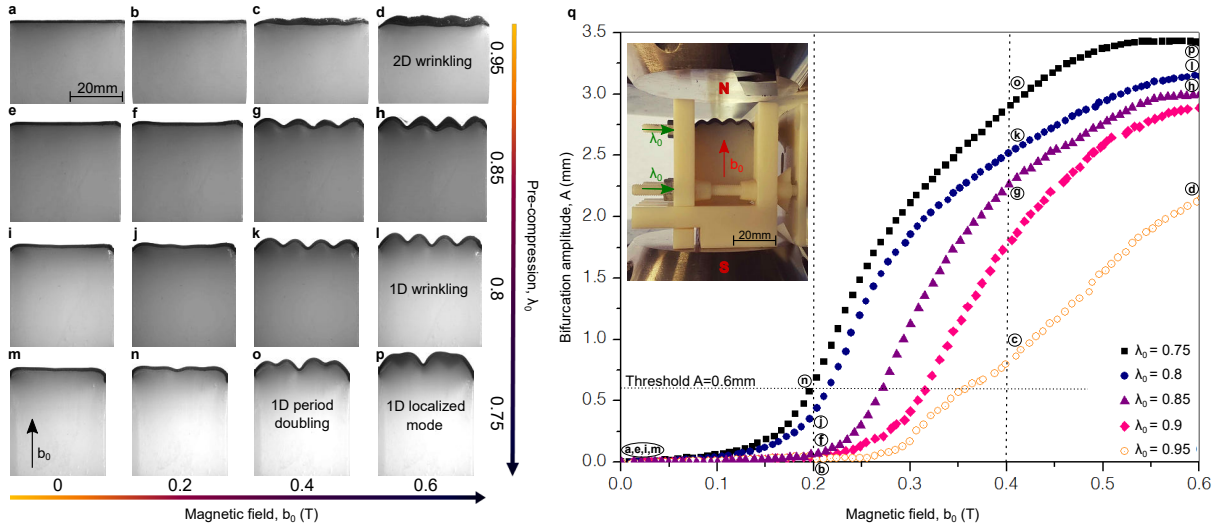 a
b
c
d
20mm
2D wrinkling
0.95
e
f
g
h
0.85
i
j
k
l
1D wrinkling
0.8
m
n
o
p
b₀
1D period
doubling
1D localized
mode
0.75
Pre-compression, λ₀
0
0.2
0.4
0.6
Magnetic field, b₀ (T)
q
Bifurcation amplitude, A (mm)
3.5
3.0
2.5
2.0
1.5
1.0
0.5
0.0
N
λ₀
λ₀
b₀
20mm
S
p
l
h
o
k
g
d
c
n
Threshold A=0.6mm
j
f
b
a,e,i,m
λ₀ = 0.75
λ₀ = 0.8
λ₀ = 0.85
λ₀ = 0.9
λ₀ = 0.95
0.0
0.1
0.2
0.3
0.4
0.5
0.6
Magnetic field, b₀ (T)